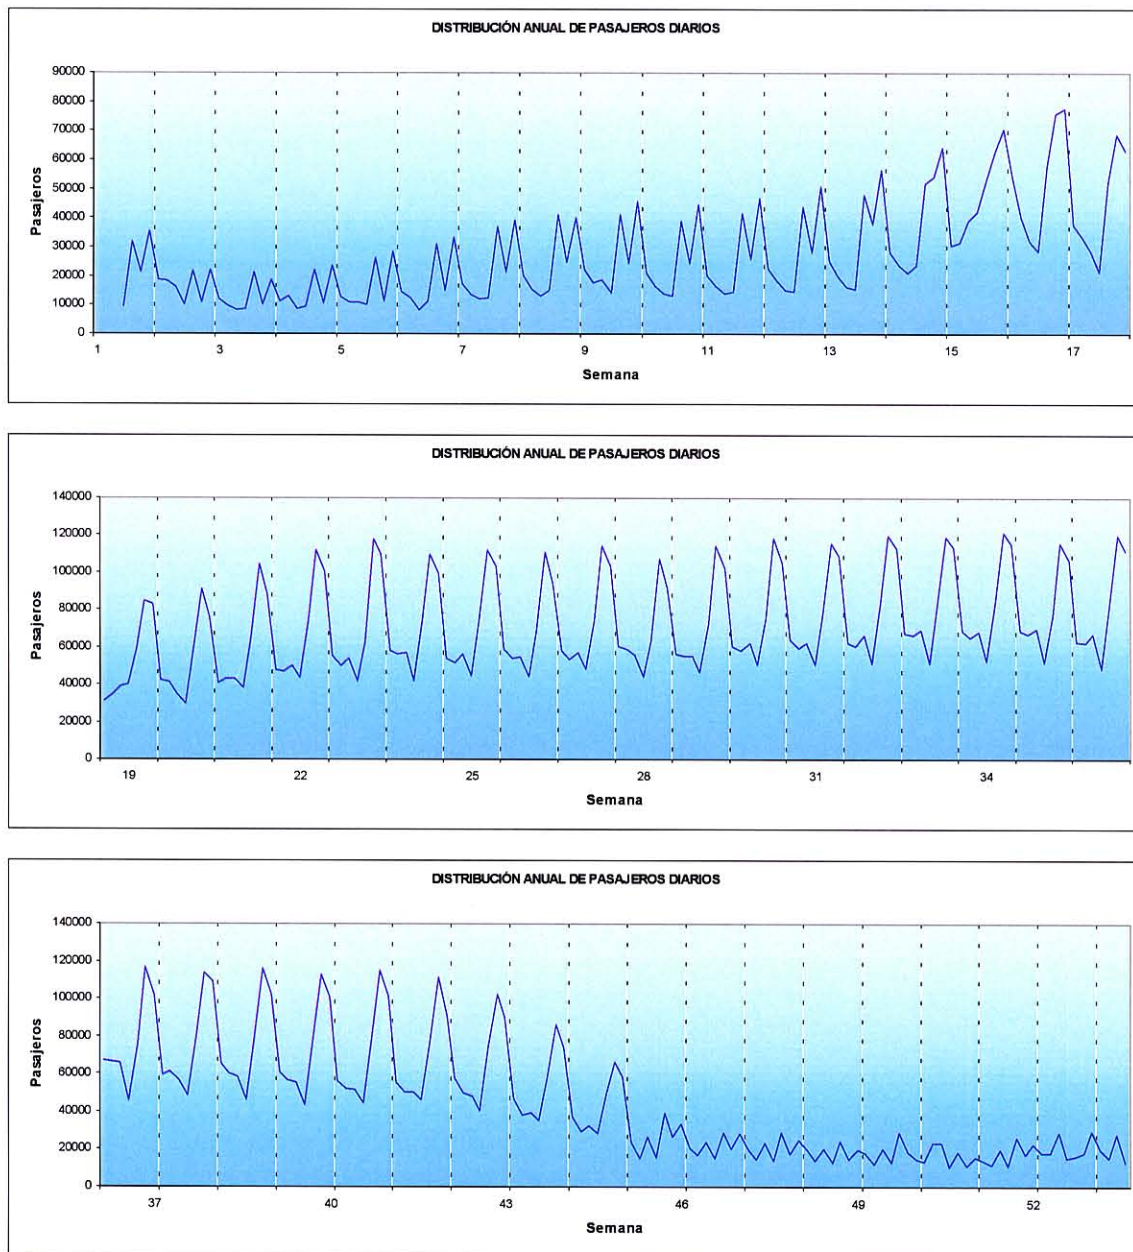 DISTRIBUCIÓN ANUAL DE PASAJEROS DIARIOS
90000
80000
70000
60000
50000
40000
30000
20000
10000
0
Pasajeros
1 3 5 7 9 11 13 15 17
Semana
DISTRIBUCIÓN ANUAL DE PASAJEROS DIARIOS
140000
120000
100000
80000
60000
40000
20000
0
Pasajeros
19 22 25 28 31 34
Semana
DISTRIBUCIÓN ANUAL DE PASAJEROS DIARIOS
140000
120000
100000
80000
60000
40000
20000
0
Pasajeros
37 40 43 46 49 52
Semana